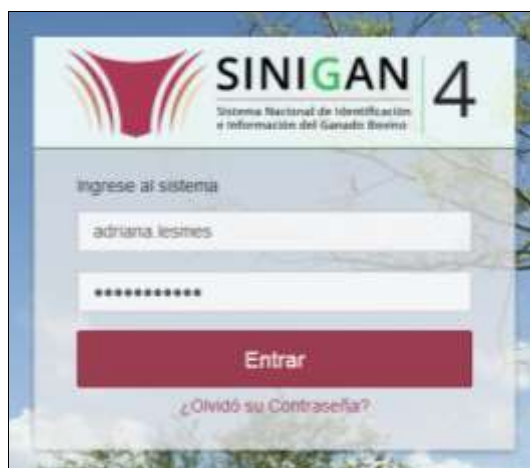 SINIGAN 4
Sistema Nacional de Identificación
e Información del Ganado Bovino
Ingrese al sistema
adriana.lesmes
•••••••••••
Entrar
¿Olvidó su Contraseña?